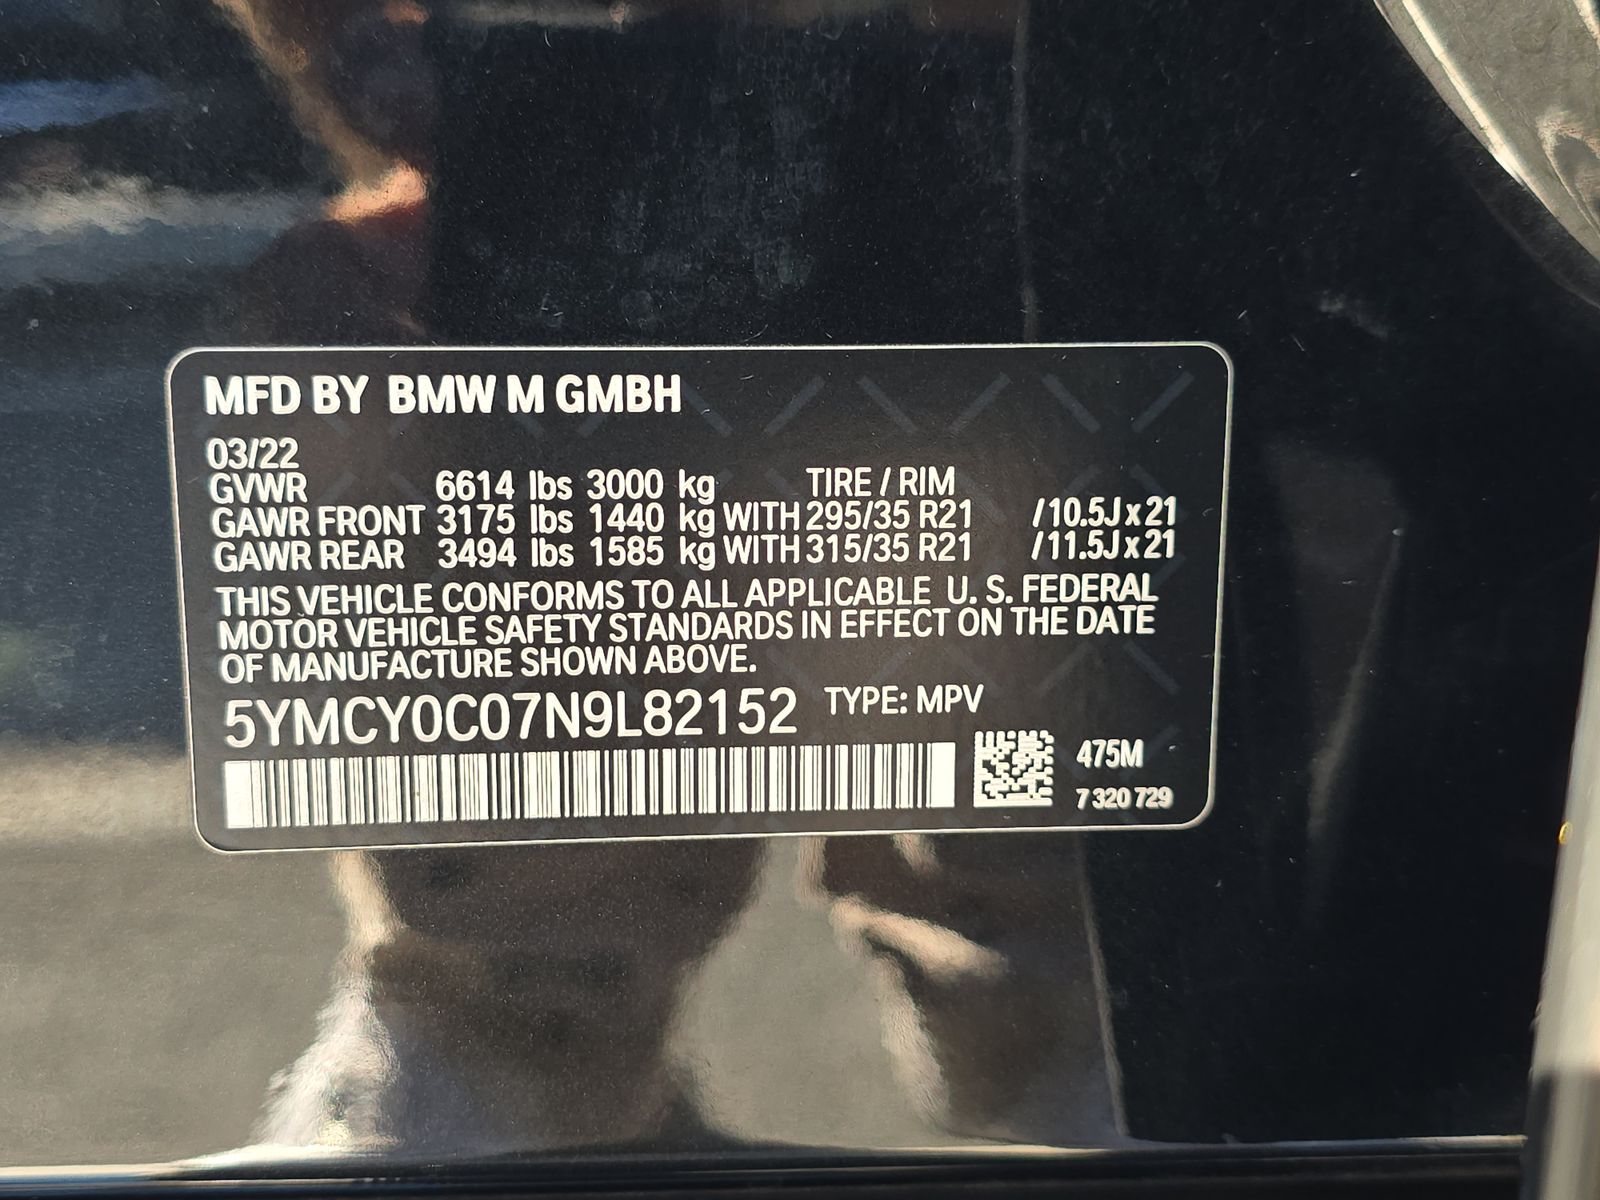 MFD BY BMW M GMBH
03/22
GVWR 6614 lbs 3000 kg TIRE / RIM
GAWR FRONT 3175 lbs 1440 kg WITH 295/35 R21 /10.5J x 21
GAWR REAR 3494 lbs 1585 kg WITH 315/35 R21 /11.5J x 21
THIS VEHICLE CONFORMS TO ALL APPLICABLE U. S. FEDERAL
MOTOR VEHICLE SAFETY STANDARDS IN EFFECT ON THE DATE
OF MANUFACTURE SHOWN ABOVE.
5YMCY0C07N9L82152 TYPE: MPV
475M
7 320 729